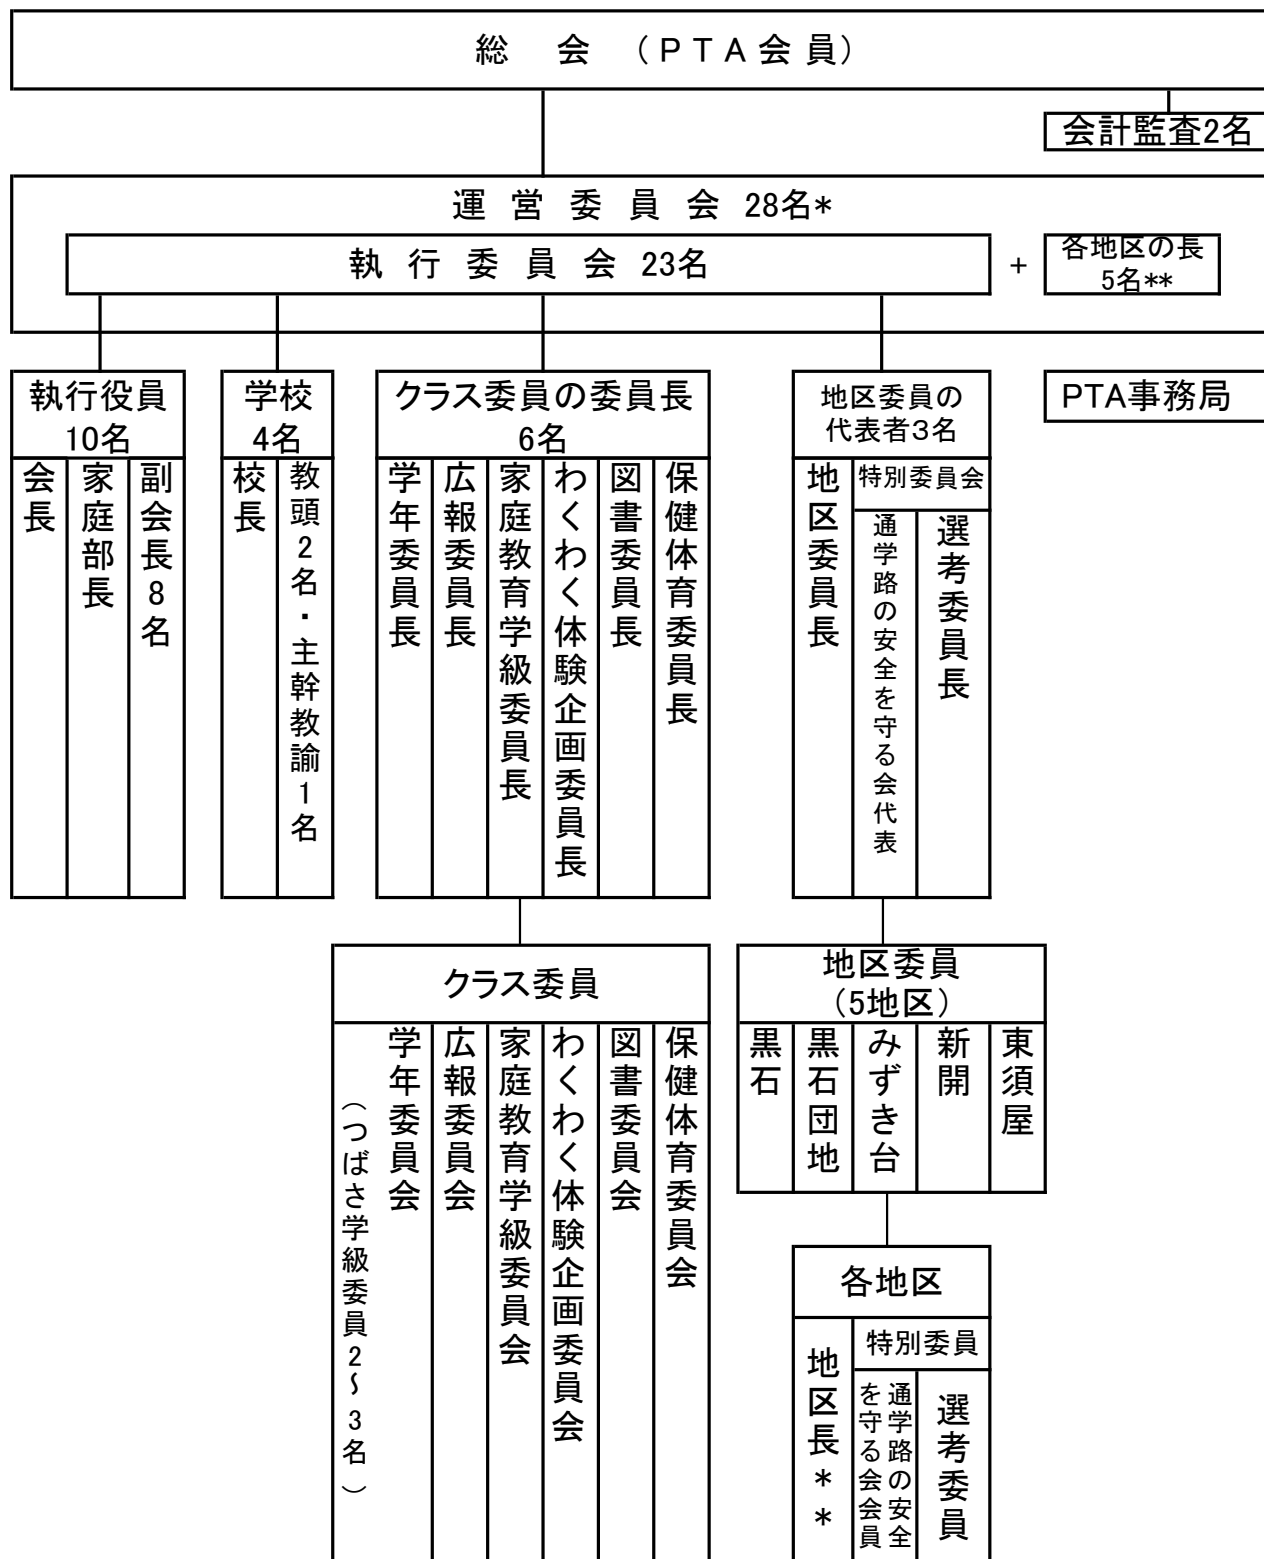 総 会 （ＰＴＡ会員）
会計監査2名
運営委員会 28名*
執行委員会 23名
+
各地区の長
5名**
執行役員
10名
会長
家庭部長
副会長8名
学校
4名
校長
教頭2名・主幹教諭1名
クラス委員の委員長
6名
学年委員長
広報委員長
家庭教育学級委員長
わくわく体験企画委員長
図書委員長
保健体育委員長
地区委員の
代表者3名
地区委員長
特別委員会
通学路の安全を守る会代表
選考委員長
PTA事務局
クラス委員
（つばさ学級委員2～3名）
学年委員会
広報委員会
家庭教育学級委員会
わくわく体験企画委員会
図書委員会
保健体育委員会
地区委員
（5地区）
黒石
黒石団地
みずき台
新開
東須屋
各地区
地区長**
特別委員
通学路の安全
を守る会会員
選考委員